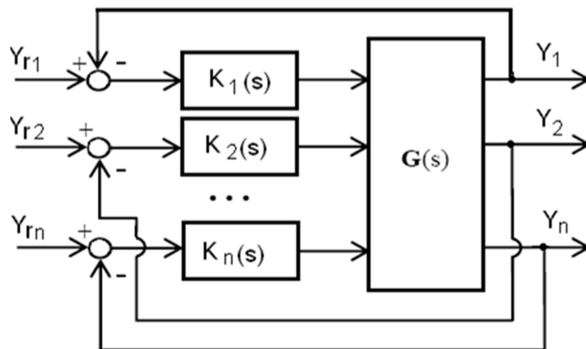 Yr1 + - K1(s) Y1
Yr2 + - K2(s) G(s) Y2
...
Yrn + - Kn(s) Yn